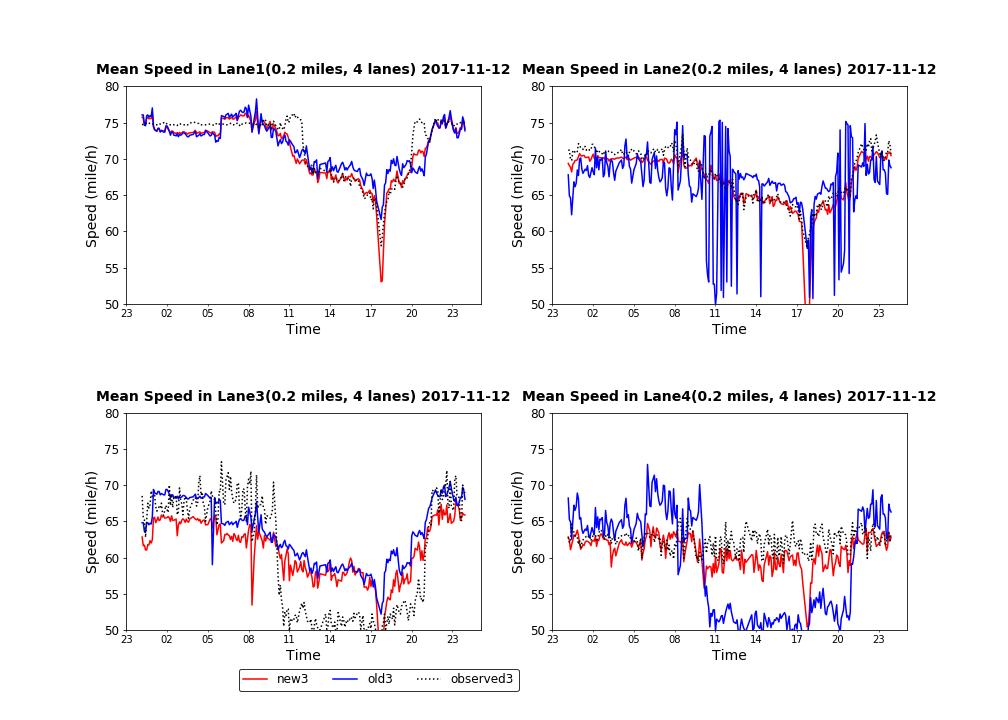 Mean Speed in Lane1(0.2 miles, 4 lanes) 2017-11-12
80
75
70
65
60
55
50
Speed (mile/h)
23 02 05 08 11 14 17 20 23
Time
Mean Speed in Lane2(0.2 miles, 4 lanes) 2017-11-12
80
75
70
65
60
55
50
Speed (mile/h)
23 02 05 08 11 14 17 20 23
Time
Mean Speed in Lane3(0.2 miles, 4 lanes) 2017-11-12
80
75
70
65
60
55
50
Speed (mile/h)
23 02 05 08 11 14 17 20 23
Time
Mean Speed in Lane4(0.2 miles, 4 lanes) 2017-11-12
80
75
70
65
60
55
50
Speed (mile/h)
23 02 05 08 11 14 17 20 23
Time
new3 old3 observed3